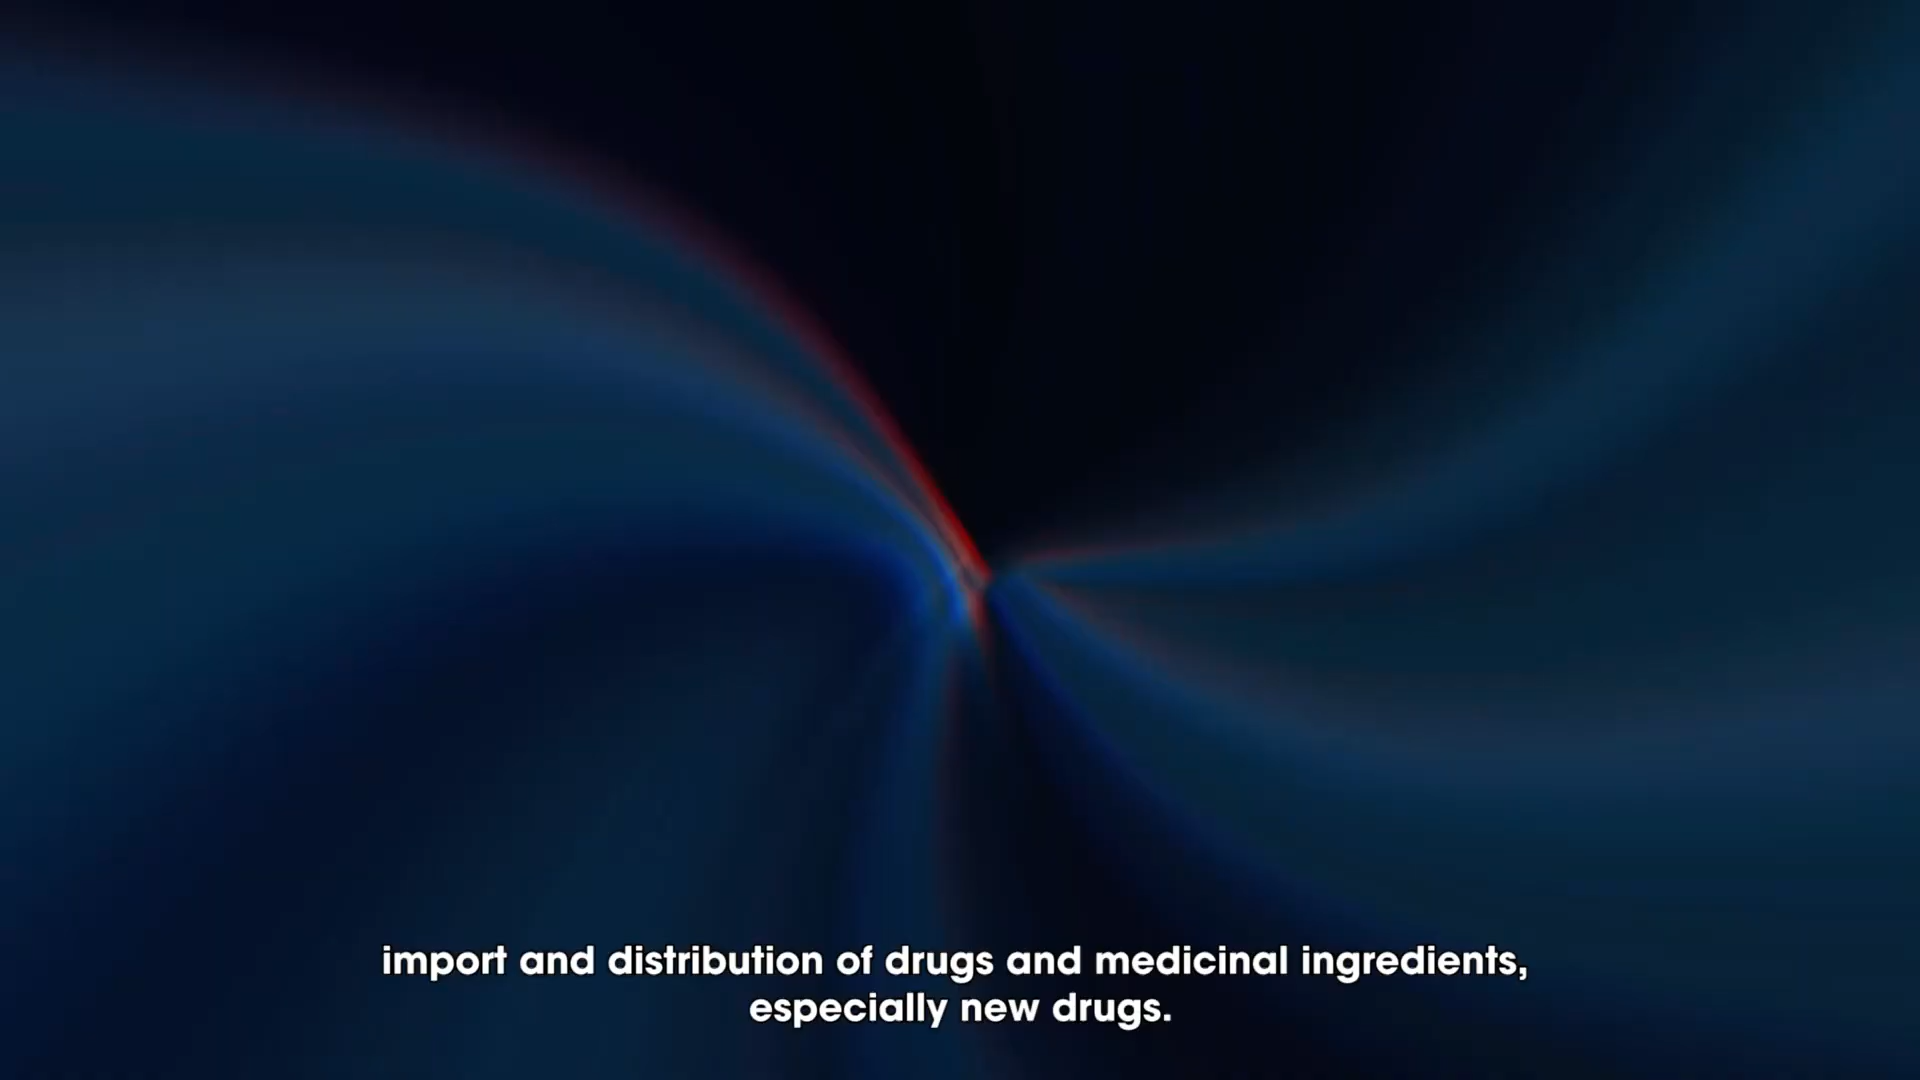 import and distribution of drugs and medicinal ingredients,
especially new drugs.